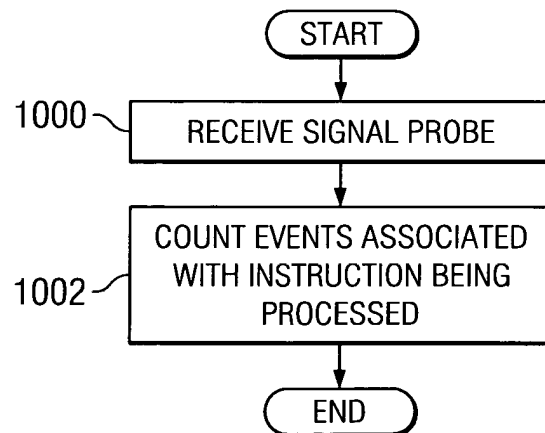 START
1000
RECEIVE SIGNAL PROBE
1002
COUNT EVENTS ASSOCIATED
WITH INSTRUCTION BEING
PROCESSED
END